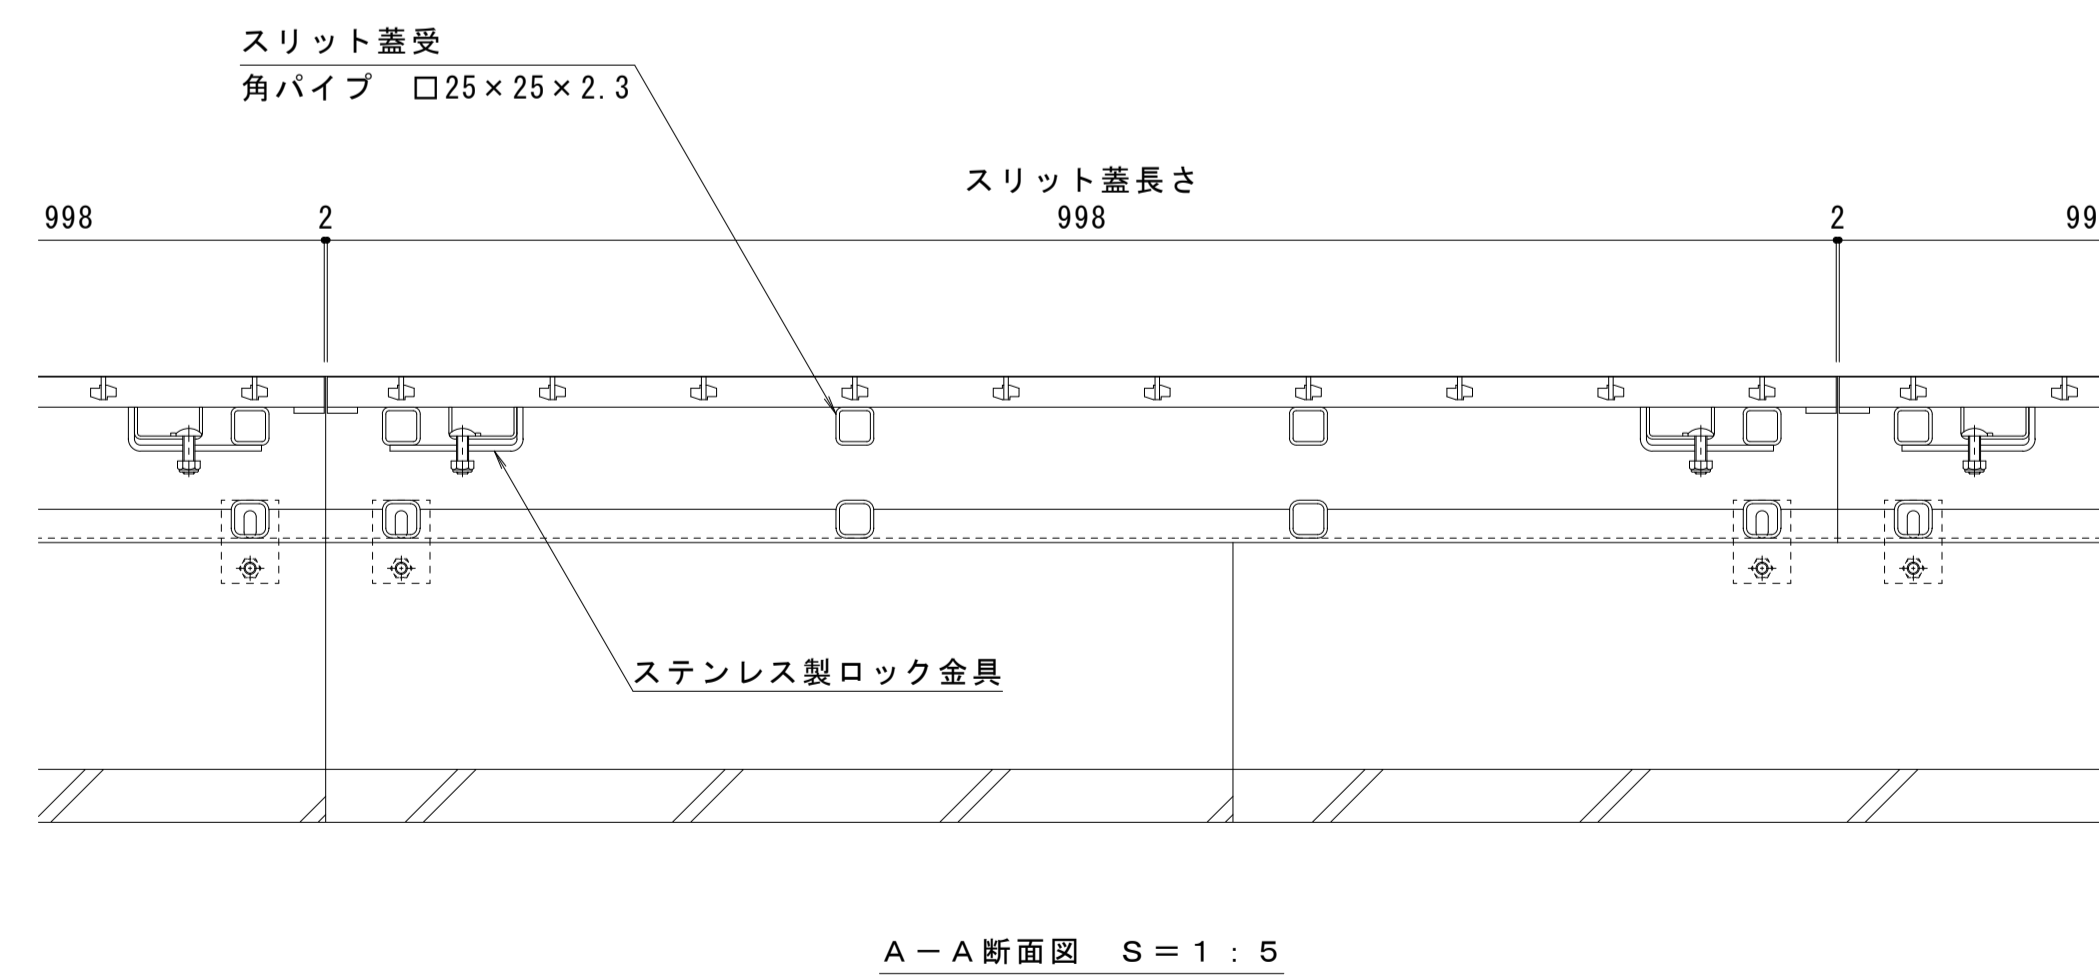 スリット蓋受
角パイプ　□25×25×2.3
スリット蓋長さ
998 2 998 2 99
ステンレス製ロック金具
A－A断面図　S＝1：5